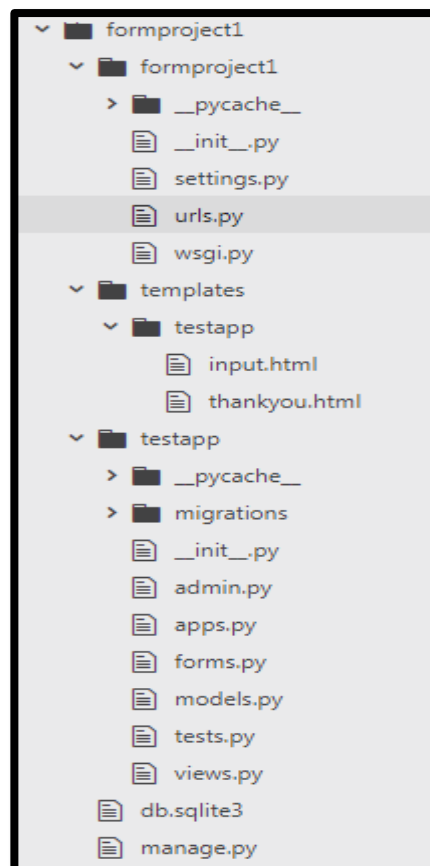 formproject1
formproject1
__pycache__
__init__.py
settings.py
urls.py
wsgi.py
templates
testapp
input.html
thankyou.html
testapp
__pycache__
migrations
__init__.py
admin.py
apps.py
forms.py
models.py
tests.py
views.py
db.sqlite3
manage.py